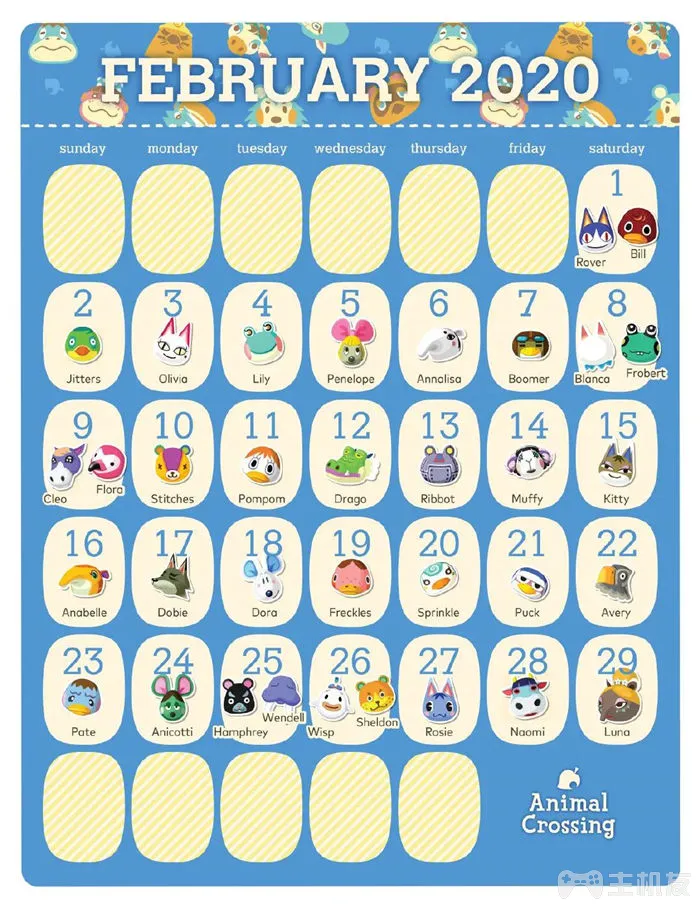 FEBRUARY 2020
sunday monday tuesday wednesday thursday friday saturday
1
Rover Bill
2 3 4 5 6 7 8
Jitters Olivia Lily Penelope Annalisa Boomer Blanca Frobert
9 10 11 12 13 14 15
Cleo Flora Stitches Pompom Drago Ribbot Muffy Kitty
16 17 18 19 20 21 22
Anabelle Dobie Dora Freckles Sprinkle Puck Avery
23 24 25 26 27 28 29
Pate Anicotti Hamphrey Wendell Wisp Sheldon Rosie Naomi Luna
Animal
Crossing
主机友